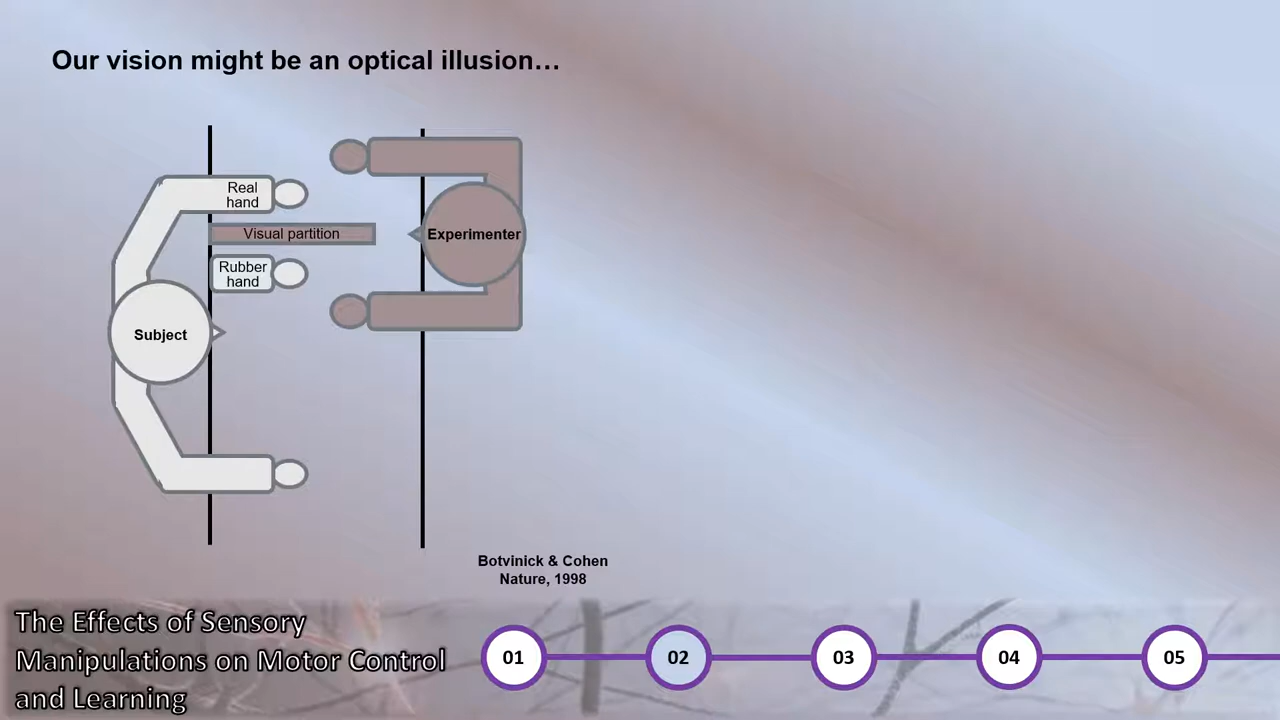 Our vision might be an optical illusion…
Real
hand
Visual partition
Experimenter
Rubber
hand
Subject
Botvinick & Cohen
Nature, 1998
The Effects of Sensory
Manipulations on Motor Control
and Learning
01
02
03
04
05